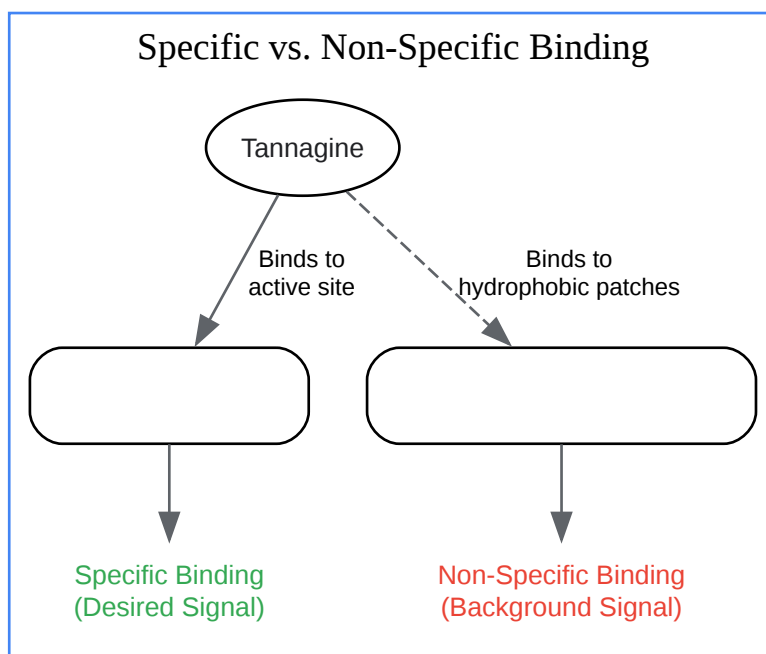 Specific vs. Non-Specific Binding
Tannagine
Binds to
active site
Binds to
hydrophobic patches
Specific Binding
(Desired Signal)
Non-Specific Binding
(Background Signal)